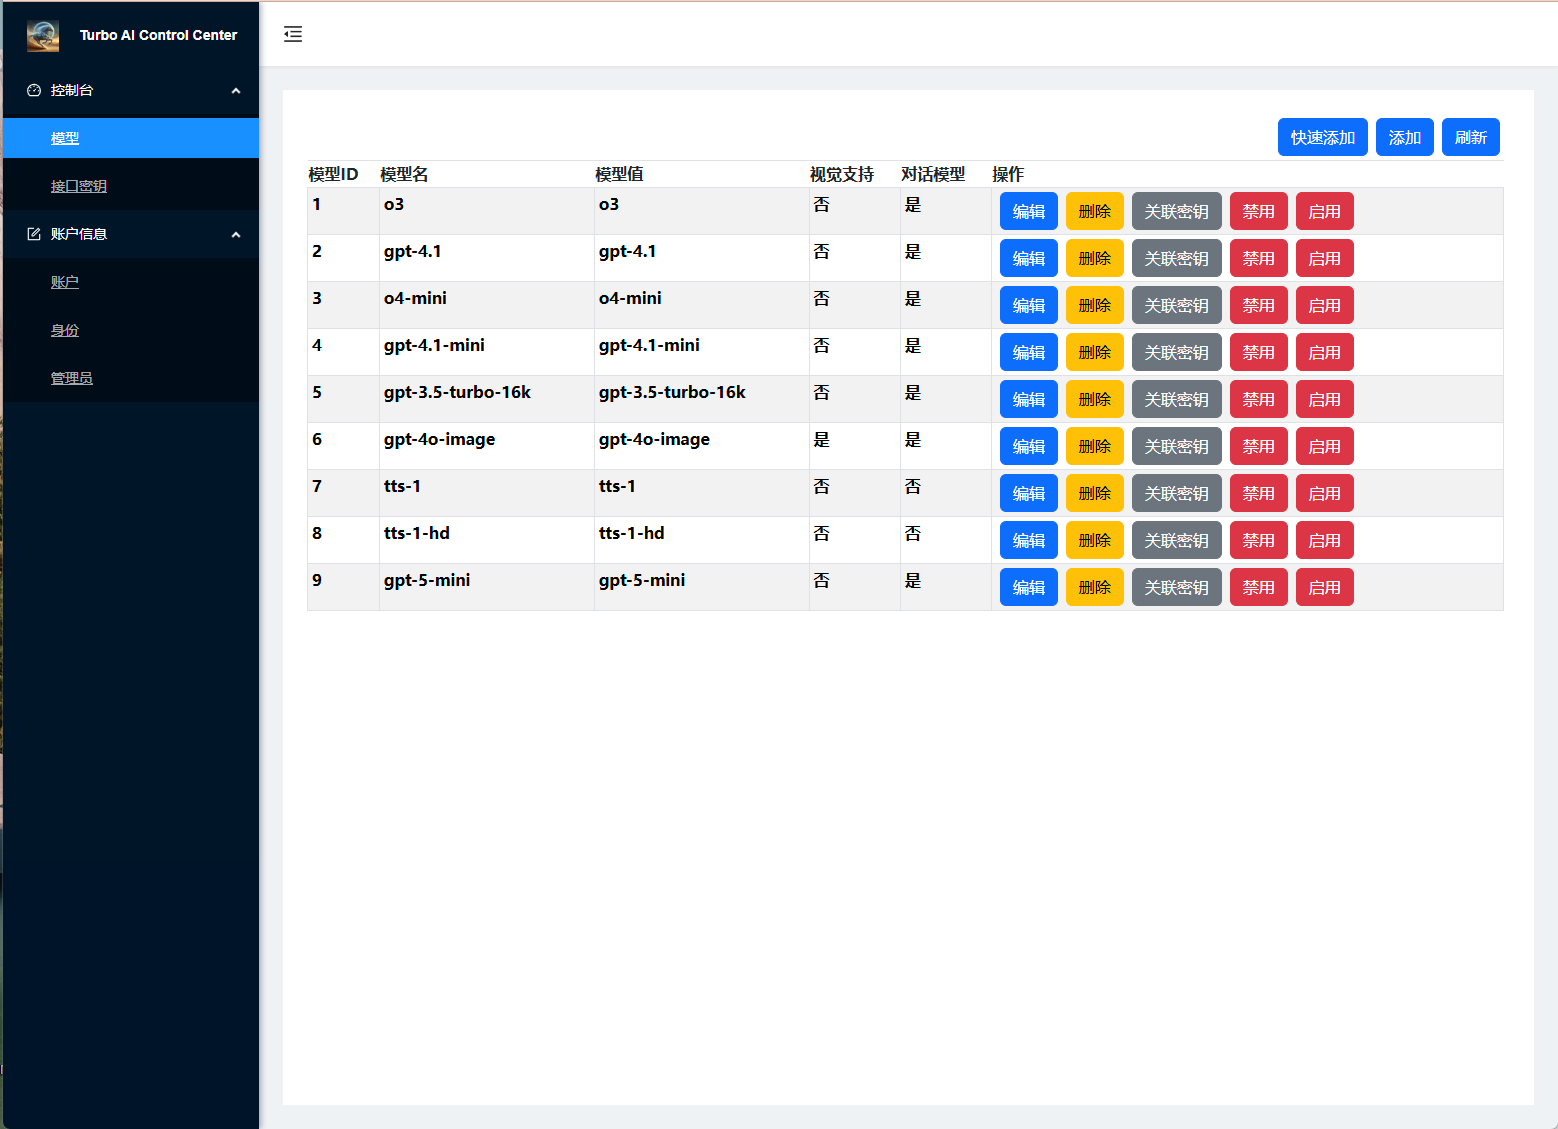 Turbo AI Control Center
控制台
模型
接口密钥
账户信息
账户
身份
管理员
快速添加 添加 刷新
模型ID 模型名 模型值 视觉支持 对话模型 操作
1 o3 o3 否 是 编辑 删除 关联密钥 禁用 启用
2 gpt-4.1 gpt-4.1 否 是 编辑 删除 关联密钥 禁用 启用
3 o4-mini o4-mini 否 是 编辑 删除 关联密钥 禁用 启用
4 gpt-4.1-mini gpt-4.1-mini 否 是 编辑 删除 关联密钥 禁用 启用
5 gpt-3.5-turbo-16k gpt-3.5-turbo-16k 否 是 编辑 删除 关联密钥 禁用 启用
6 gpt-4o-image gpt-4o-image 是 是 编辑 删除 关联密钥 禁用 启用
7 tts-1 tts-1 否 否 编辑 删除 关联密钥 禁用 启用
8 tts-1-hd tts-1-hd 否 否 编辑 删除 关联密钥 禁用 启用
9 gpt-5-mini gpt-5-mini 否 是 编辑 删除 关联密钥 禁用 启用